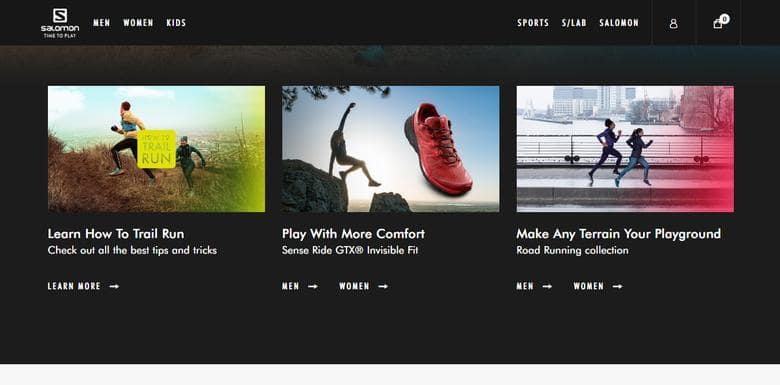 SALOMON
TIME TO PLAY
MEN WOMEN KIDS
SPORTS S/LAB SALOMON
0
HOW TO
TRAIL
RUN
Learn How To Trail Run
Check out all the best tips and tricks
LEARN MORE
Play With More Comfort
Sense Ride GTX® Invisible Fit
MEN WOMEN
Make Any Terrain Your Playground
Road Running collection
MEN WOMEN